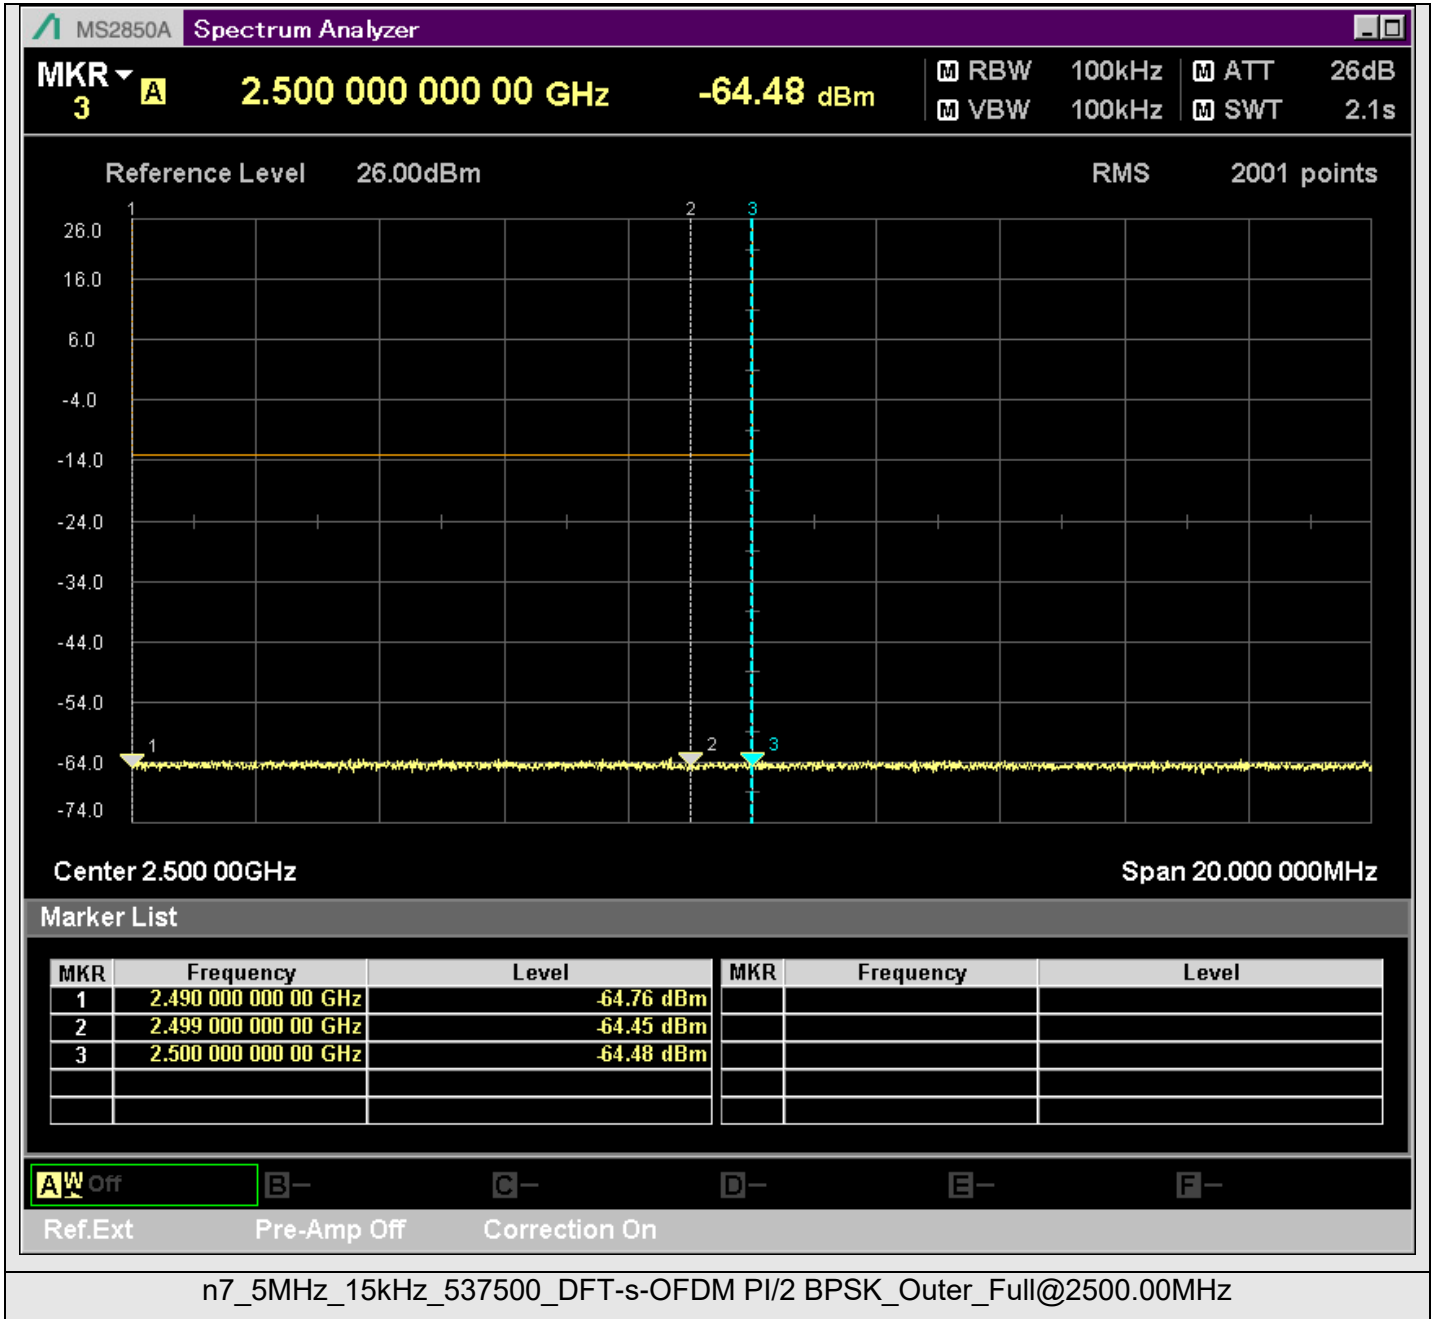 MS2850A Spectrum Analyzer
MKR A 2.500 000 000 00 GHz -64.48 dBm M RBW 100kHz M ATT 26dB
3 M VBW 100kHz M SWT 2.1s
Reference Level 26.00dBm RMS 2001 points
1 2 3
26.0
16.0
6.0
-4.0
-14.0
-24.0
-34.0
-44.0
-54.0
1 2 3
-64.0
-74.0
Center 2.500 00GHz Span 20.000 000MHz
Marker List
MKR Frequency Level MKR Frequency Level
1 2.490 000 000 00 GHz -64.76 dBm
2 2.499 000 000 00 GHz -64.45 dBm
3 2.500 000 000 00 GHz -64.48 dBm
A W Off B C D E F
Ref.Ext Pre-Amp Off Correction On
n7_5MHz_15kHz_537500_DFT-s-OFDM PI/2 BPSK_Outer_Full@2500.00MHz